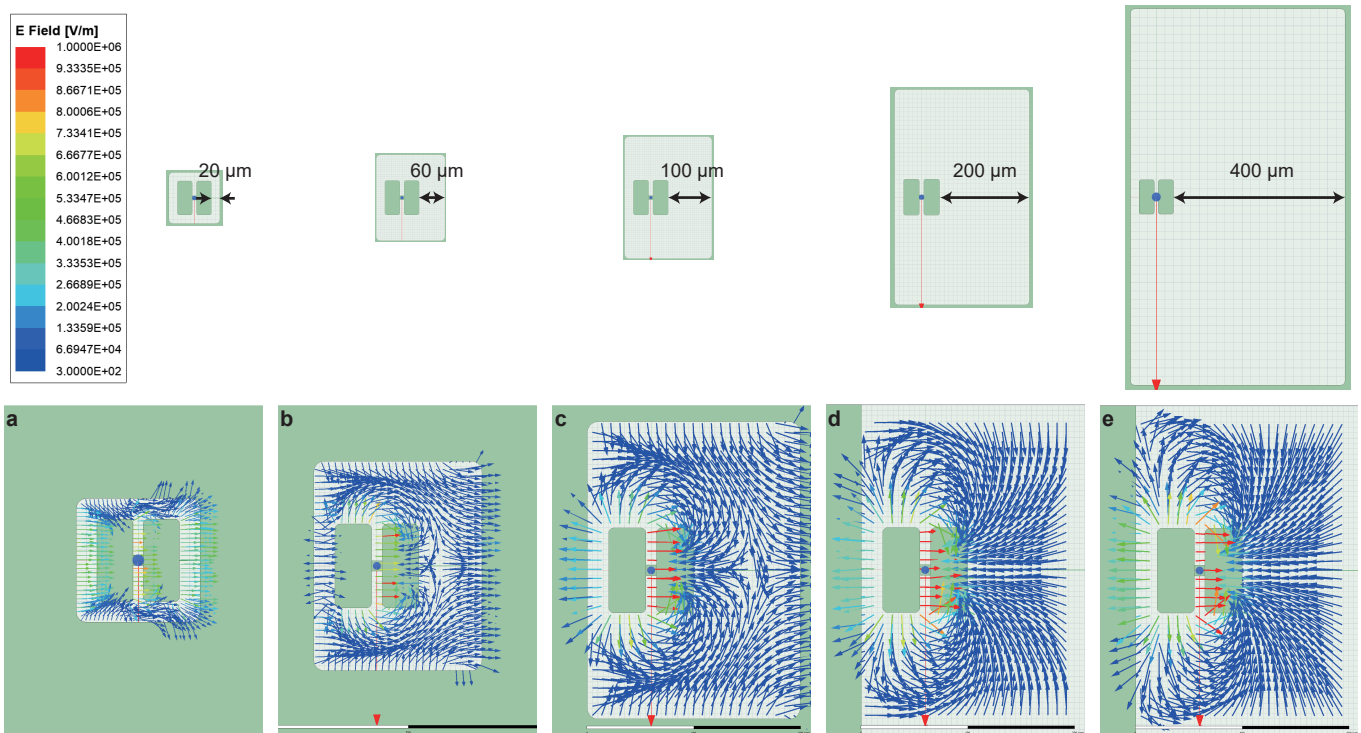 E Field [V/m]
1.0000E+06
9.3335E+05
8.6671E+05
8.0006E+05
7.3341E+05
6.6677E+05
6.0012E+05
5.3347E+05
4.6683E+05
4.0018E+05
3.3353E+05
2.6689E+05
2.0024E+05
1.3359E+05
6.6947E+04
3.0000E+02
20 µm
60 µm
100 µm
200 µm
400 µm
a
b
c
d
e